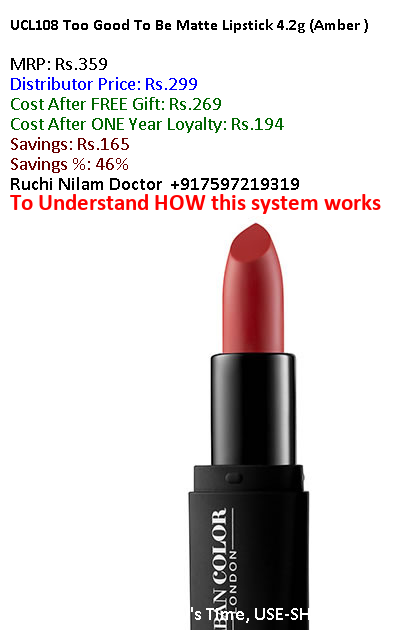 UCL108 Too Good To Be Matte Lipstick 4.2g (Amber )
MRP: Rs.359
Distributor Price: Rs.299
Cost After FREE Gift: Rs.269
Cost After ONE Year Loyalty: Rs.194
Savings: Rs.165
Savings %: 46%
Ruchi Nilam Doctor +917597219319
To Understand HOW this system works
COLOR
LONDON
Time, USE-SH